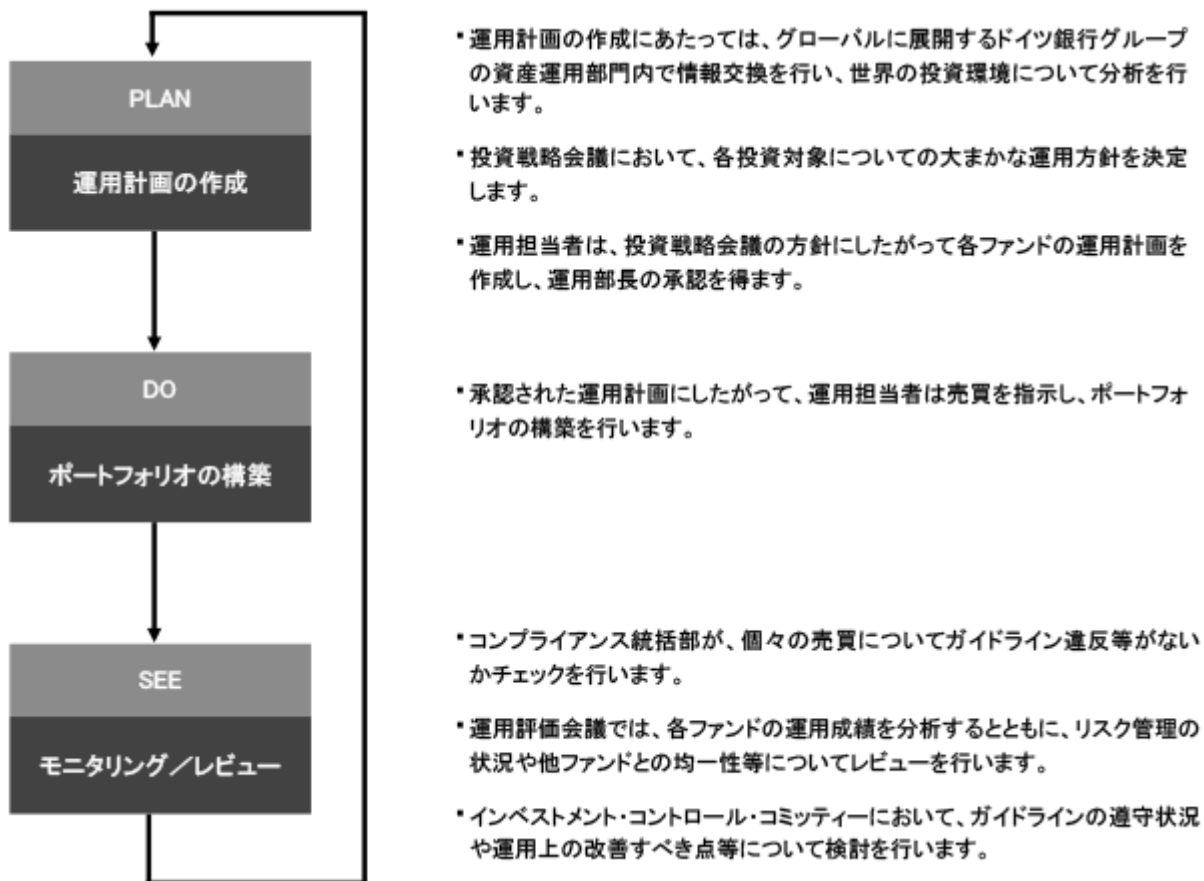 PLAN
運用計画の作成
▪運用計画の作成にあたっては、グローバルに展開するドイツ銀行グループ
の資産運用部門内で情報交換を行い、世界の投資環境について分析を行
います。
▪投資戦略会議において、各投資対象についての大まかな運用方針を決定
します。
▪運用担当者は、投資戦略会議の方針にしたがって各ファンドの運用計画を
作成し、運用部長の承認を得ます。
DO
ポートフォリオの構築
▪承認された運用計画にしたがって、運用担当者は売買を指示し、ポートフォ
リオの構築を行います。
SEE
モニタリング／レビュー
▪コンプライアンス統括部が、個々の売買についてガイドライン違反等がない
かチェックを行います。
▪運用評価会議では、各ファンドの運用成績を分析するとともに、リスク管理の
状況や他ファンドとの均一性等についてレビューを行います。
▪インベストメント・コントロール・コミッティーにおいて、ガイドラインの遵守状況
や運用上の改善すべき点等について検討を行います。